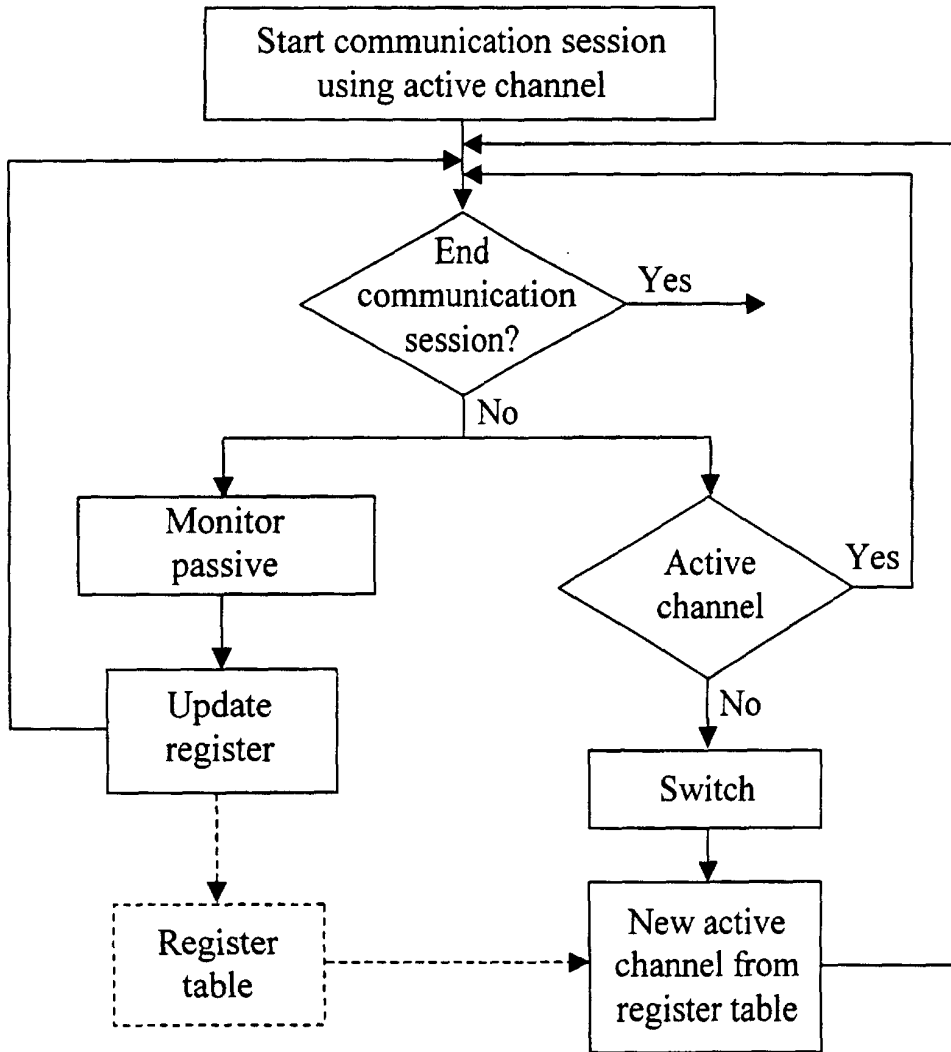 Start communication session
using active channel
End
communication
session?
Yes
No
Monitor
passive
Active
channel
Yes
Update
register
No
Switch
Register
table
New active
channel from
register table